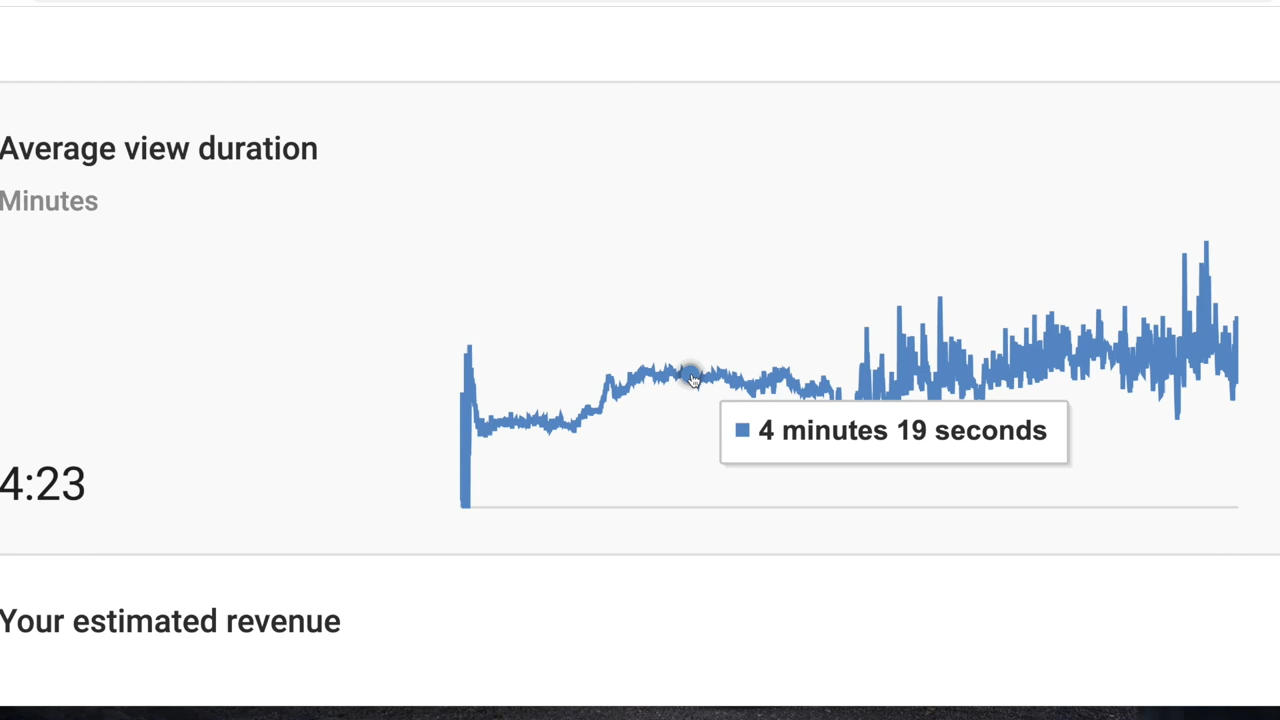 Average view duration
Minutes
4 minutes 19 seconds
4:23
Your estimated revenue